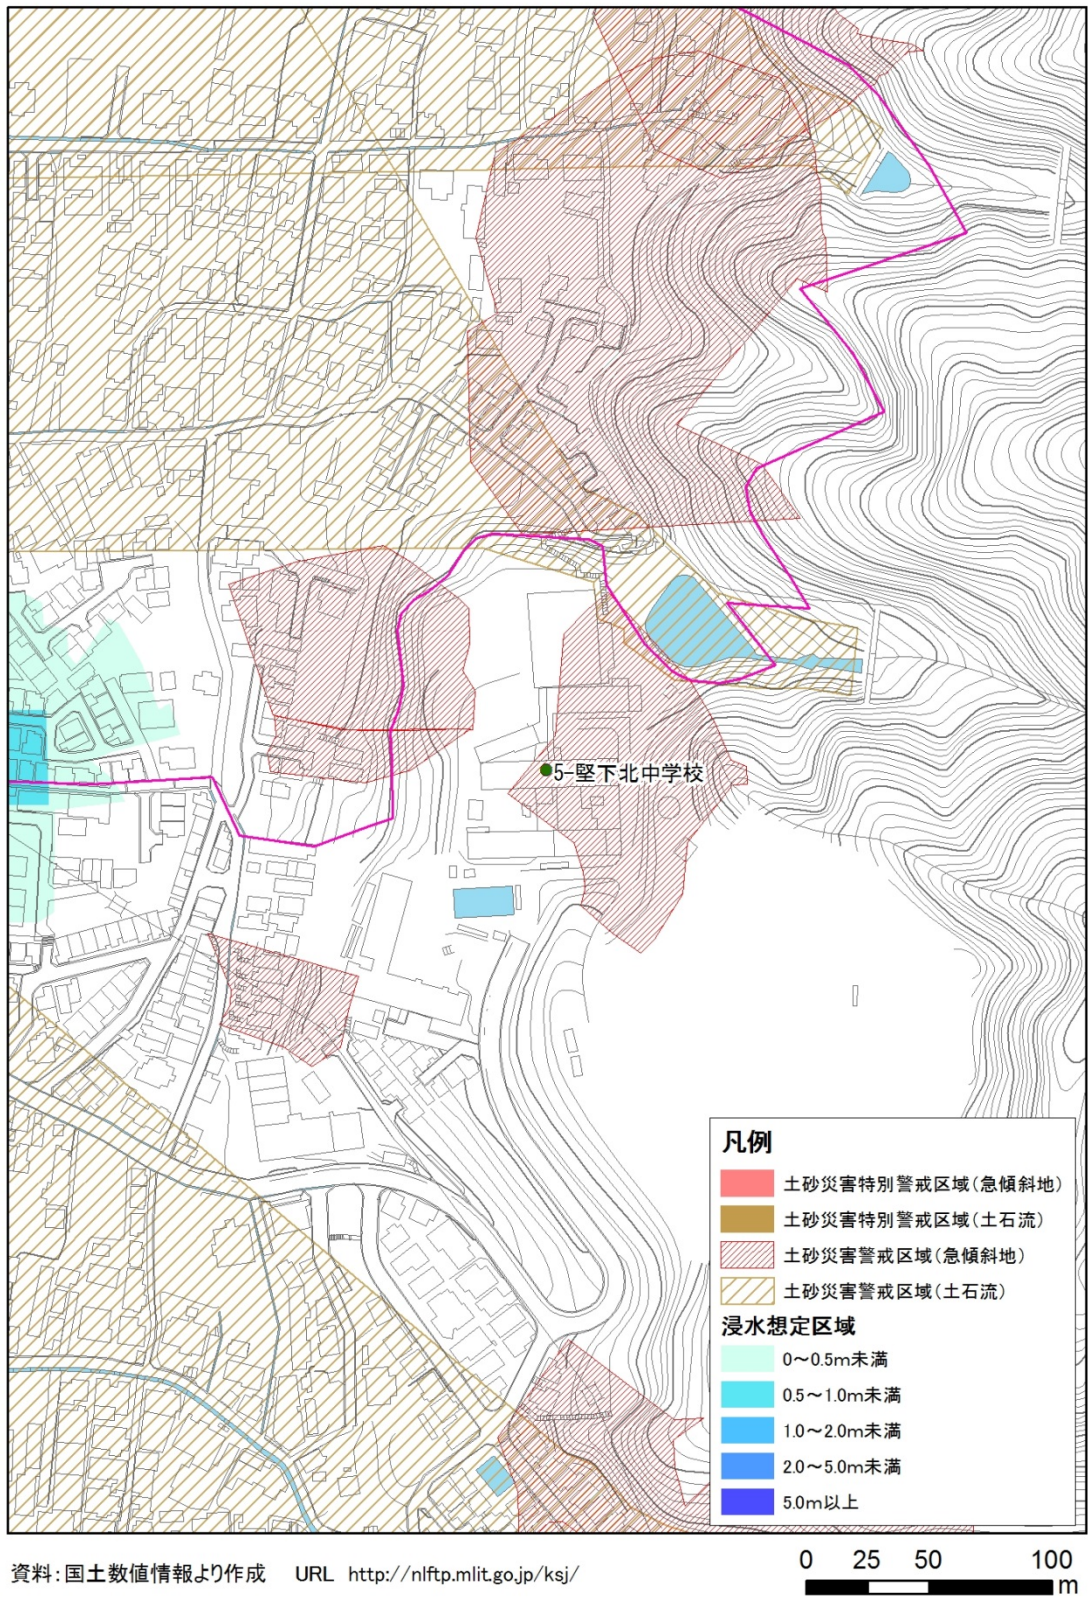 5-堅下北中学校
凡例
土砂災害特別警戒区域(急傾斜地)
土砂災害特別警戒区域(土石流)
土砂災害警戒区域(急傾斜地)
土砂災害警戒区域(土石流)
浸水想定区域
0～0.5m未満
0.5～1.0m未満
1.0～2.0m未満
2.0～5.0m未満
5.0m以上
資料：国土数値情報より作成 URL http://nlftp.mlit.go.jp/ksj/
0 25 50 100
m